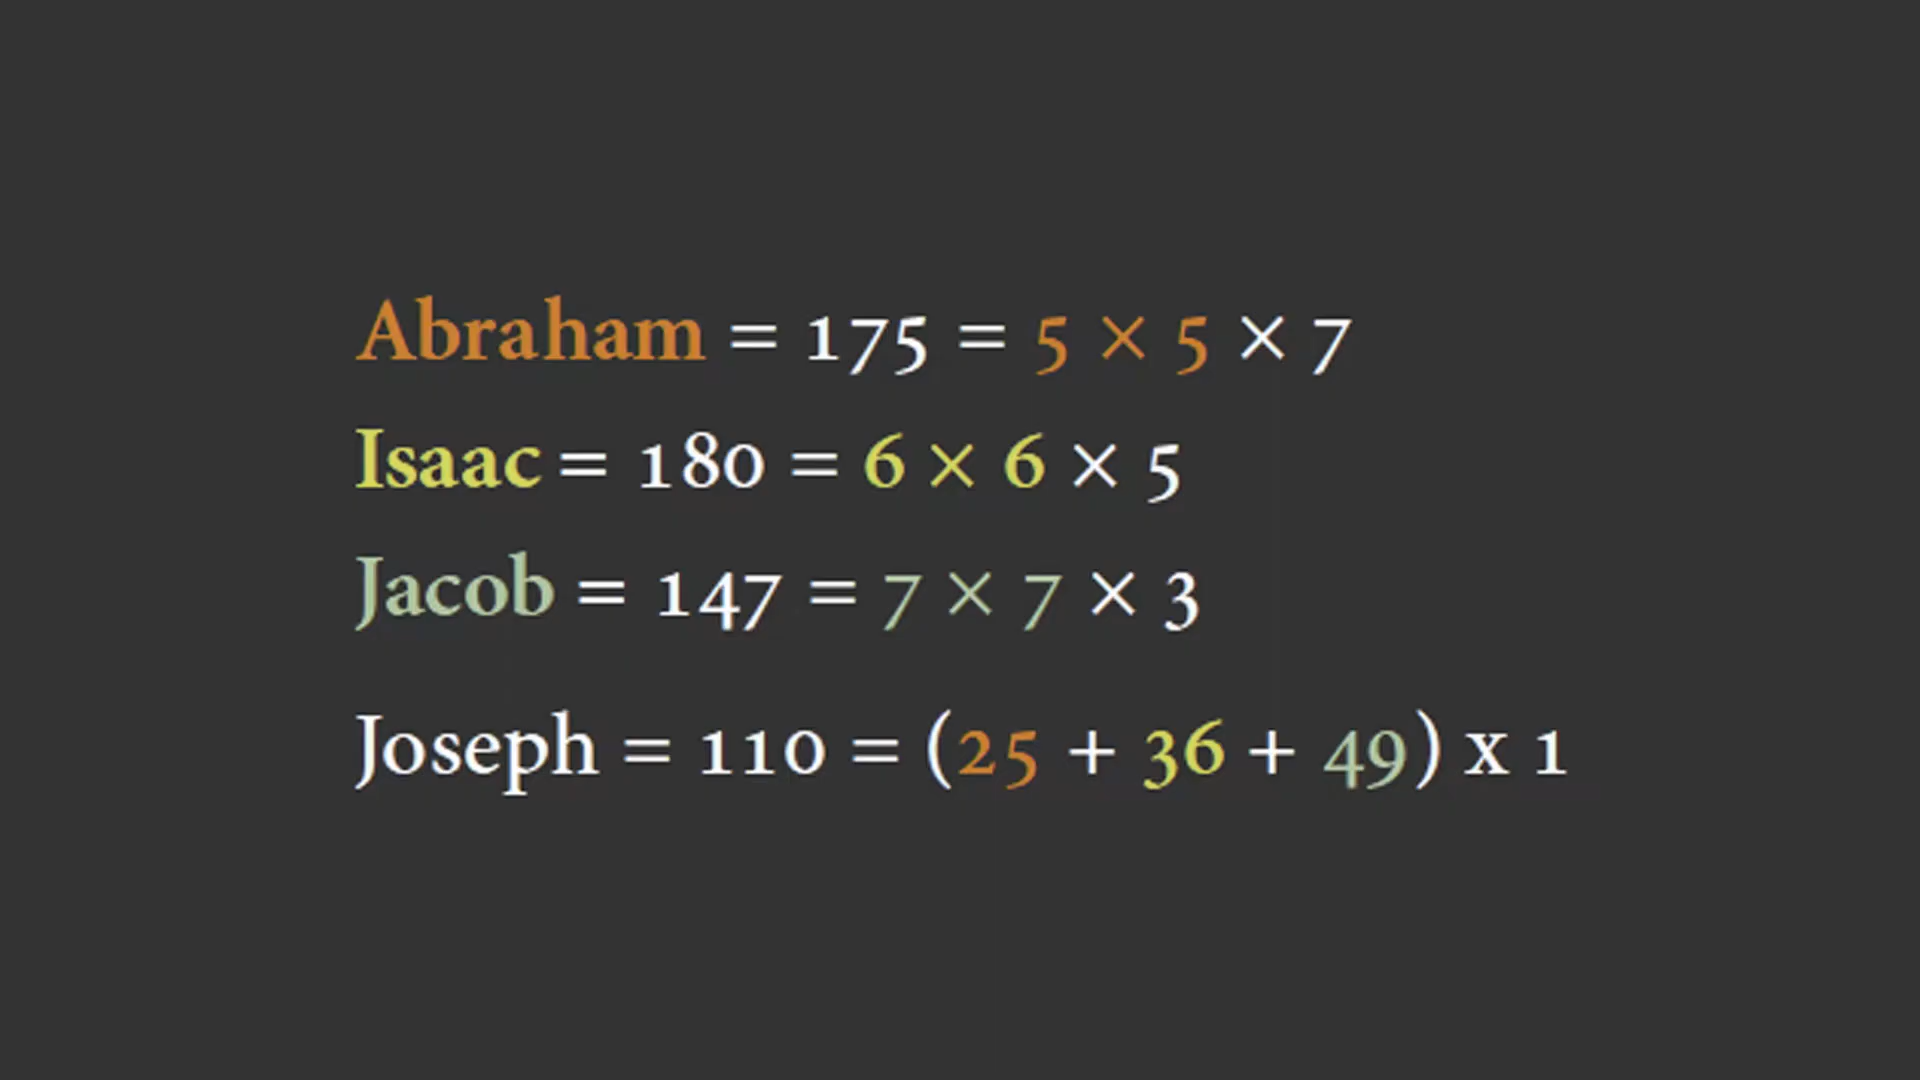 Abraham = 175 = 5 × 5 × 7
Isaac = 180 = 6 × 6 × 5
Jacob = 147 = 7 × 7 × 3
Joseph = 110 = (25 + 36 + 49) x 1